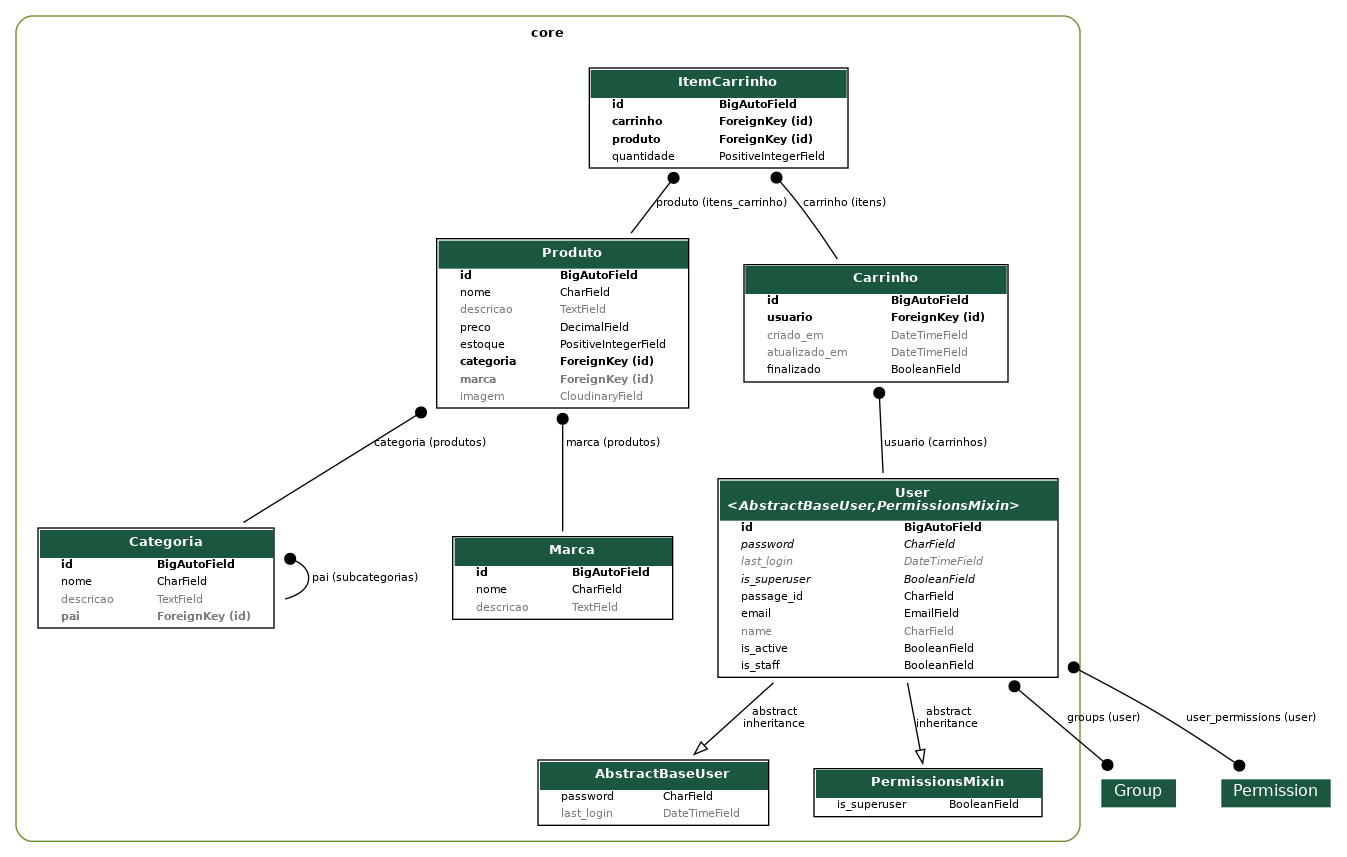 core
ItemCarrinho
id BigAutoField
carrinho ForeignKey (id)
produto ForeignKey (id)
quantidade PositiveIntegerField
produto (itens_carrinho)
carrinho (itens)
Produto
id BigAutoField
nome CharField
descricao TextField
preco DecimalField
estoque PositiveIntegerField
categoria ForeignKey (id)
marca ForeignKey (id)
imagem CloudinaryField
Carrinho
id BigAutoField
usuario ForeignKey (id)
criado_em DateTimeField
atualizado_em DateTimeField
finalizado BooleanField
categoria (produtos)
marca (produtos)
usuario (carrinhos)
Categoria
id BigAutoField
nome CharField
descricao TextField
pai ForeignKey (id)
pai (subcategorias)
Marca
id BigAutoField
nome CharField
descricao TextField
User
<AbstractBaseUser,PermissionsMixin>
id BigAutoField
password CharField
last_login DateTimeField
is_superuser BooleanField
passage_id CharField
email EmailField
name CharField
is_active BooleanField
is_staff BooleanField
abstract
inheritance
abstract
inheritance
groups (user)
user_permissions (user)
AbstractBaseUser
password CharField
last_login DateTimeField
PermissionsMixin
is_superuser BooleanField
Group
Permission